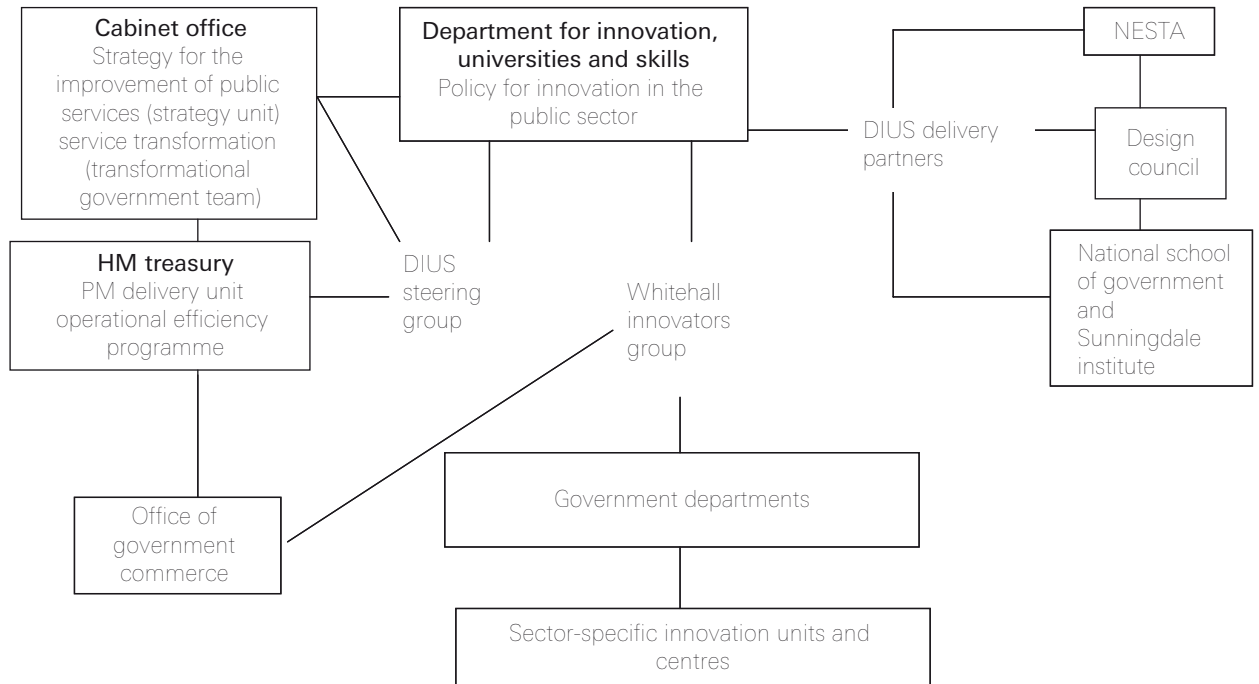 Cabinet office
Strategy for the
improvement of public
services (strategy unit)
service transformation
(transformational
government team)
Department for innovation,
universities and skills
Policy for innovation in the
public sector
NESTA
DIUS delivery
partners
Design
council
HM treasury
PM delivery unit
operational efficiency
programme
DIUS
steering
group
Whitehall
innovators
group
National school
of government
and
Sunningdale
institute
Office of
government
commerce
Government departments
Sector-specific innovation units and
centres